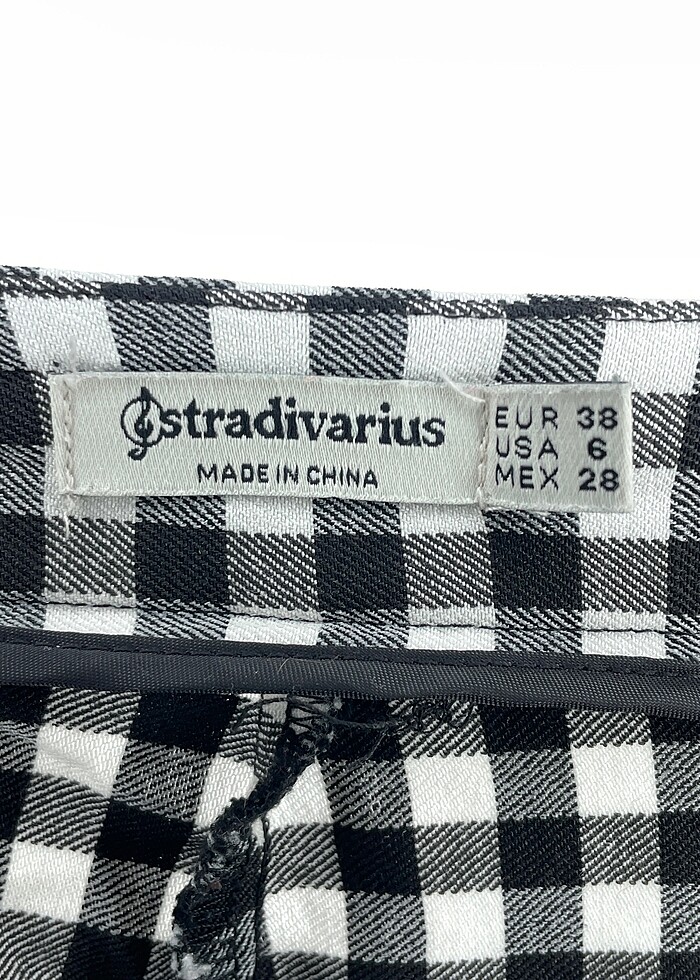 stradivarius
MADE IN CHINA
EUR 38
USA 6
MEX 28